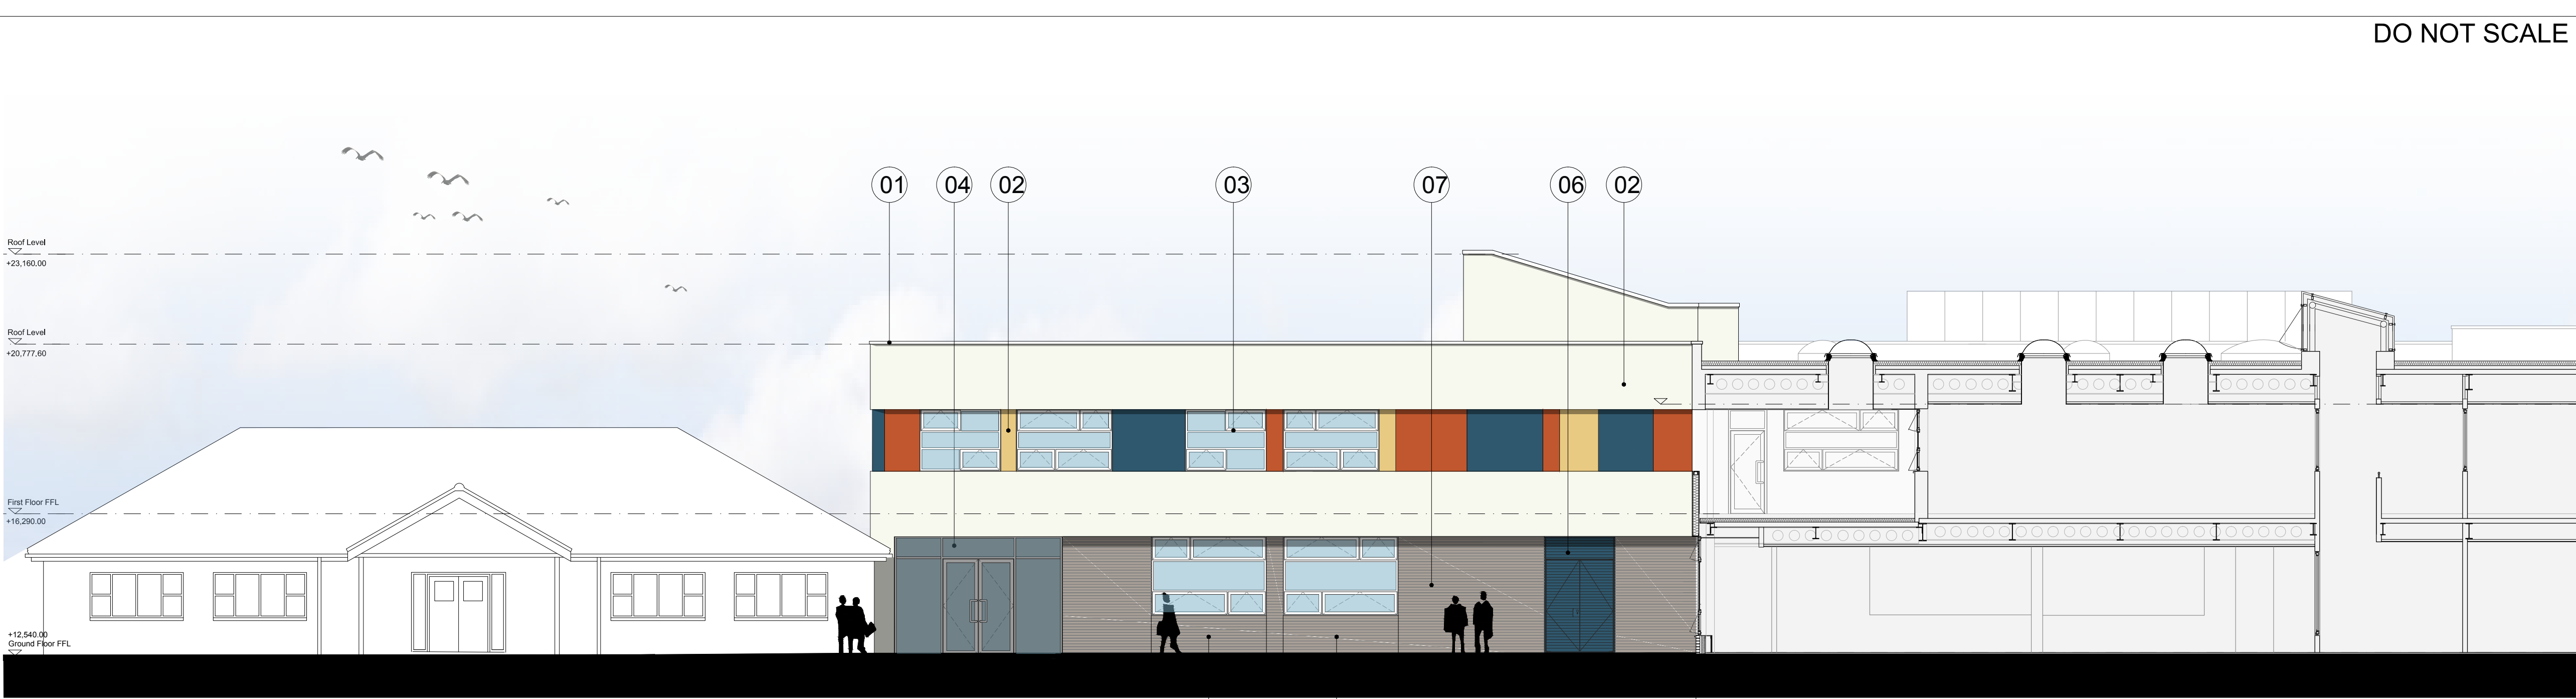 DO NOT SCALE
01 04 02 03 07 06 02
Roof Level
+23,160.00
Roof Level
+20,777.60
First Floor FFL
+16,290.00
+12,540.00
Ground Floor FFL